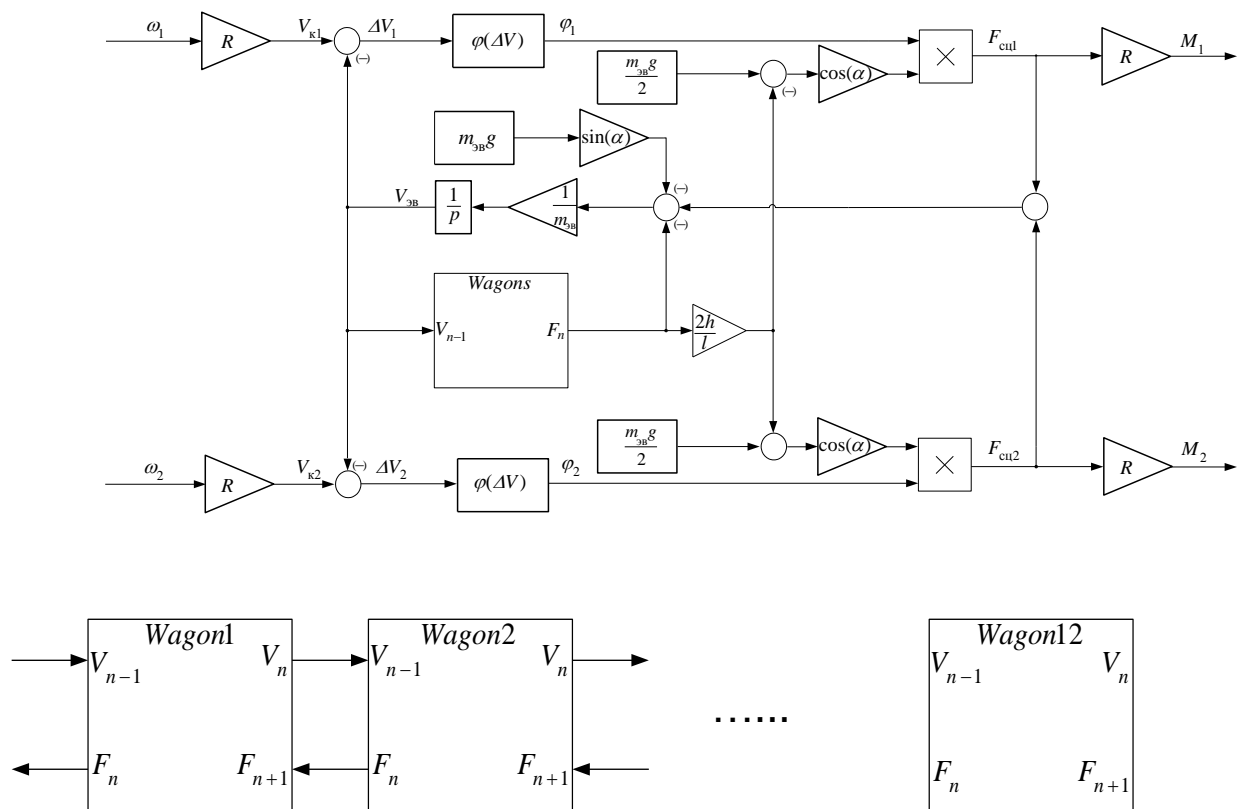 ω₁ R Vк1 (–) ΔV₁ φ(ΔV) φ₁ × Fсц1 R M₁
mэвg/2 (–) cos(α)
mэвg sin(α)
Vэв 1/p 1/mэв (–) (–)
Wagons
Vn–1 Fn 2h/l
mэвg/2 cos(α)
ω₂ R Vк2 (–) ΔV₂ φ(ΔV) φ₂ × Fсц2 R M₂
Wagon1 Wagon2 Wagon12
Vn–1 Vn Vn–1 Vn Vn–1 Vn
......
Fn Fn+1 Fn Fn+1 Fn Fn+1